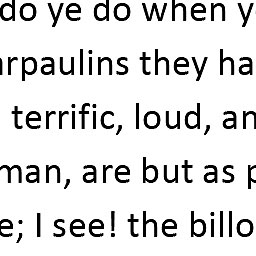 do ye do when y
arpaulins they ha
terrific, loud, an
man, are but as p
e; I see! the billo